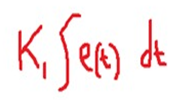 K₁ ∫ e(t) dt